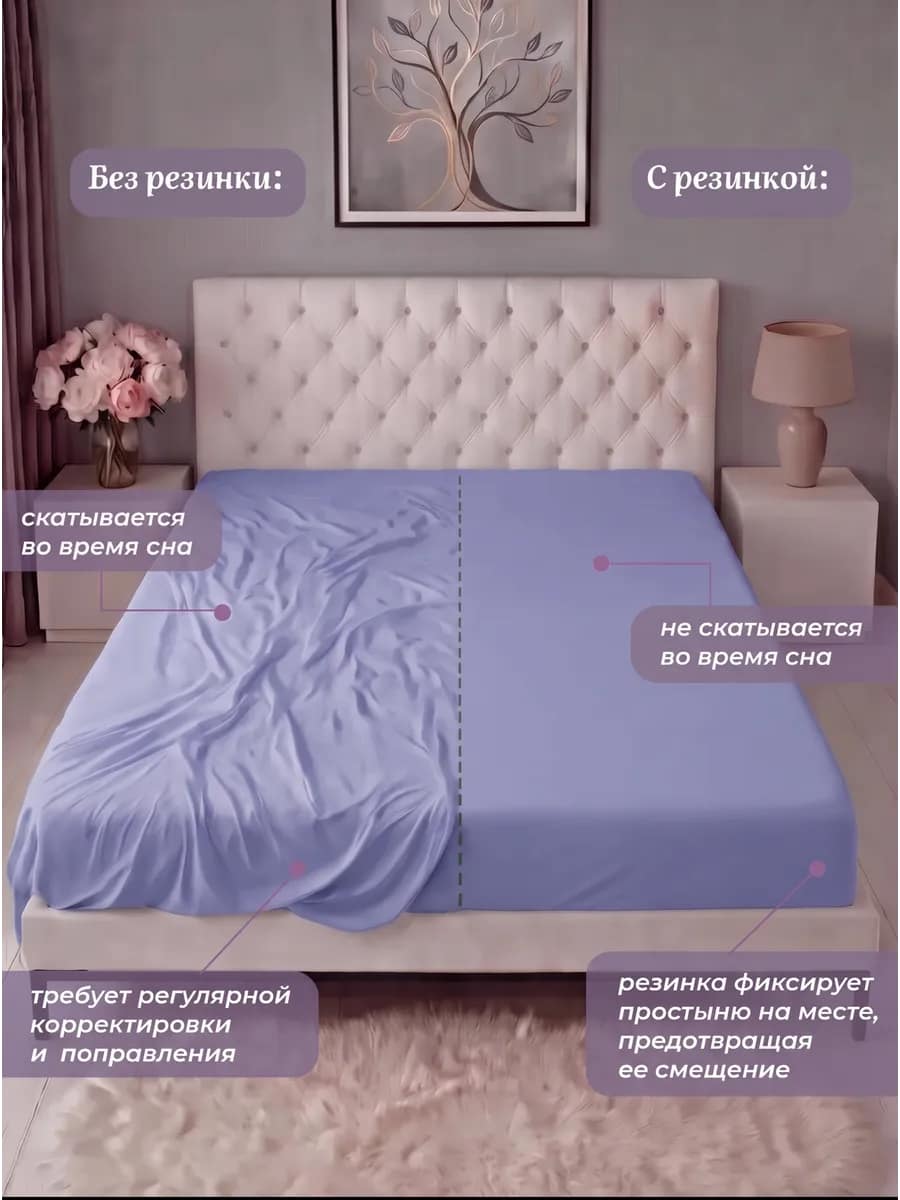 Без резинки:
С резинкой:
скатывается
во время сна
не скатывается
во время сна
требует регулярной
корректировки
и поправления
резинка фиксирует
простыню на месте,
предотвращая
ее смещение